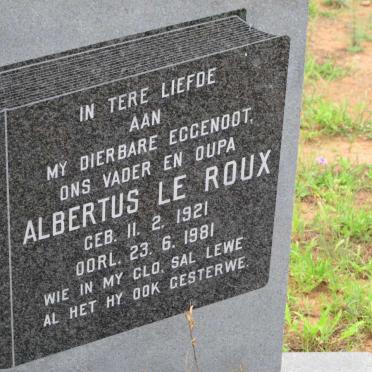 IN TERE LIEFDE
AAN
MY DIERBARE EGGENOOT,
ONS VADER EN OUPA
ALBERTUS LE ROUX
GEB. 11. 2. 1921
OORL. 23. 6. 1981
WIE IN MY GLO, SAL LEWE
AL HET HY OOK GESTERWE.